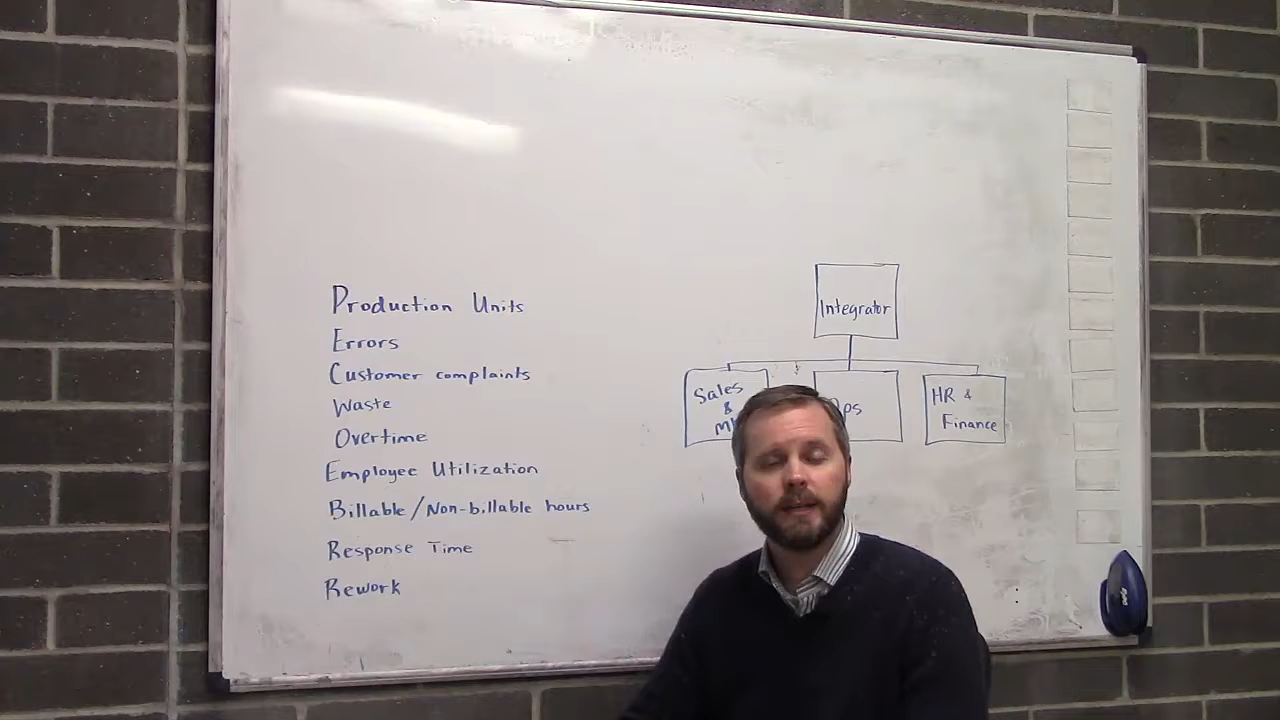 Production Units
Errors
Customer complaints
Waste
Overtime
Employee Utilization
Billable/Non-billable hours
Response Time
Rework
Integrator
Sales
&
Ops
HR &
Finance